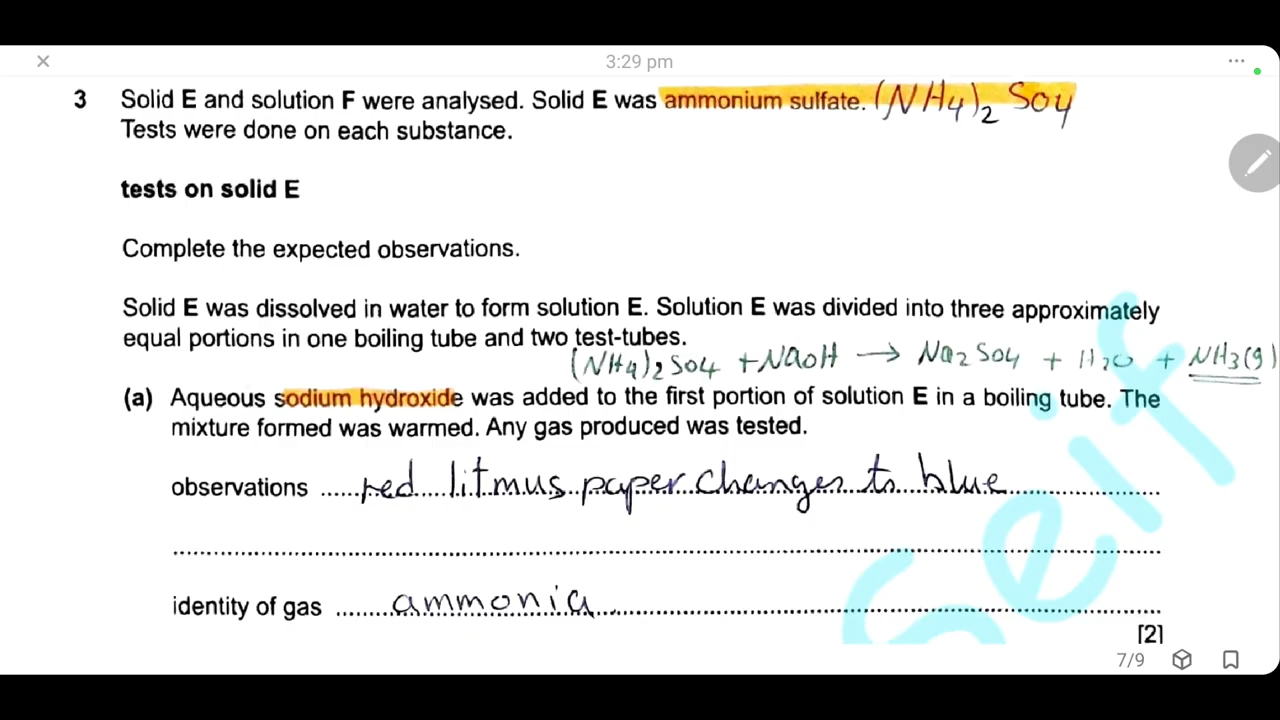 3:29 pm
3 Solid E and solution F were analysed. Solid E was ammonium sulfate. (NH4)2 SO4
Tests were done on each substance.
tests on solid E
Complete the expected observations.
Solid E was dissolved in water to form solution E. Solution E was divided into three approximately
equal portions in one boiling tube and two test-tubes.
(NH4)2SO4 + NaOH → Na2SO4 + H2O + NH3(g)
(a) Aqueous sodium hydroxide was added to the first portion of solution E in a boiling tube. The
mixture formed was warmed. Any gas produced was tested.
observations ...... red litmus paper changes to blue ......
identity of gas ...... ammonia ......
[2]
7/9
Seif